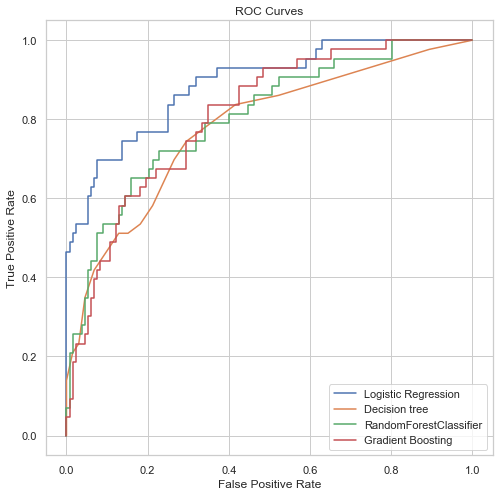 ROC Curves
True Positive Rate
1.0
0.8
0.6
0.4
0.2
0.0
Logistic Regression
Decision tree
RandomForestClassifier
Gradient Boosting
0.0 0.2 0.4 0.6 0.8 1.0
False Positive Rate